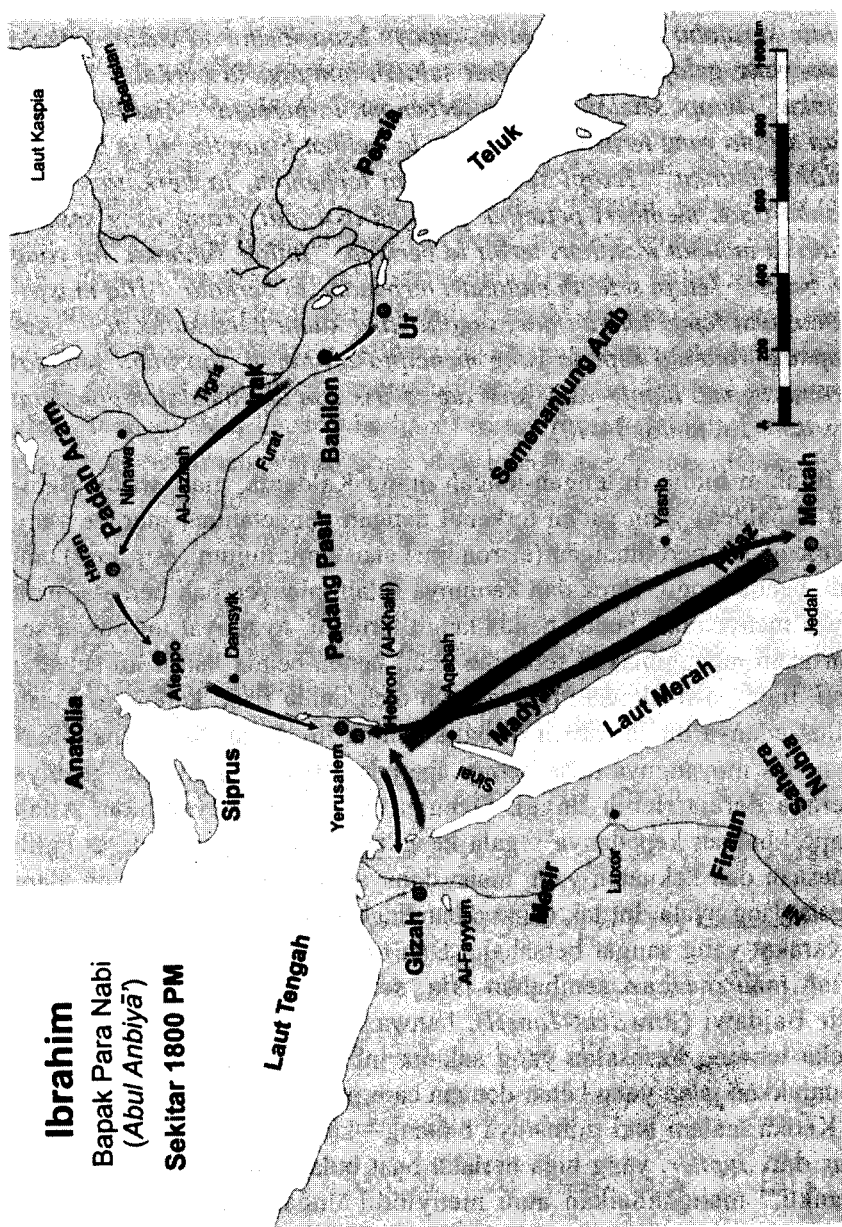 Ibrahim
Bapak Para Nabi
(Abul Anbiyā')
Sekitar 1800 PM
Laut Kaspia
Tabaristan
Anatolia
Padan Aram
Haran
Ninawa
Tigris
Al-Jazirah
Irak
Furat
Persia
Aleppo
Siprus
Damsyik
Babilon
Ur
Teluk
Laut Tengah
Yerusalem
Padang Pasir
Hebron (Al-Khalil)
Aqabah
Semenanjung Arab
Gizah
Al-Fayyum
Sinai
Madyan
Mesir
Luxor
Laut Merah
Hijaz
Yasrib
Firaun
Nil
Sahara
Nubia
Jedah
Mekah
200
400
600
800
1000 km